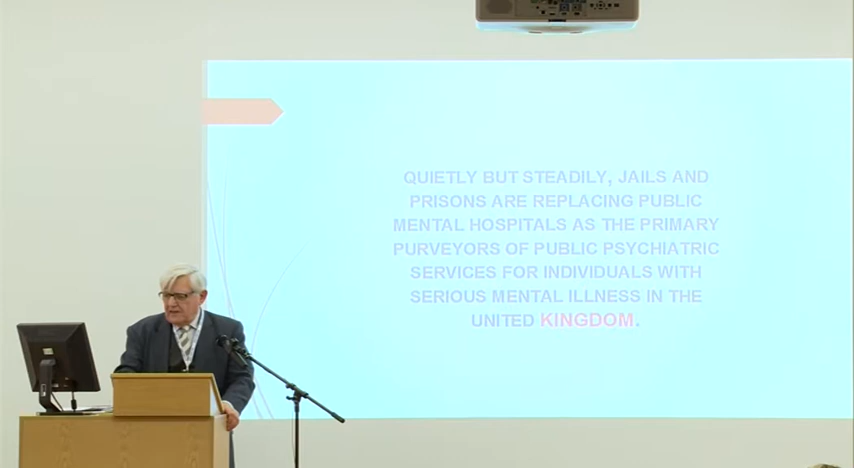 QUIETLY BUT STEADILY, JAILS AND
PRISONS ARE REPLACING PUBLIC
MENTAL HOSPITALS AS THE PRIMARY
PURVEYORS OF PUBLIC PSYCHIATRIC
SERVICES FOR INDIVIDUALS WITH
SERIOUS MENTAL ILLNESS IN THE
UNITED KINGDOM.